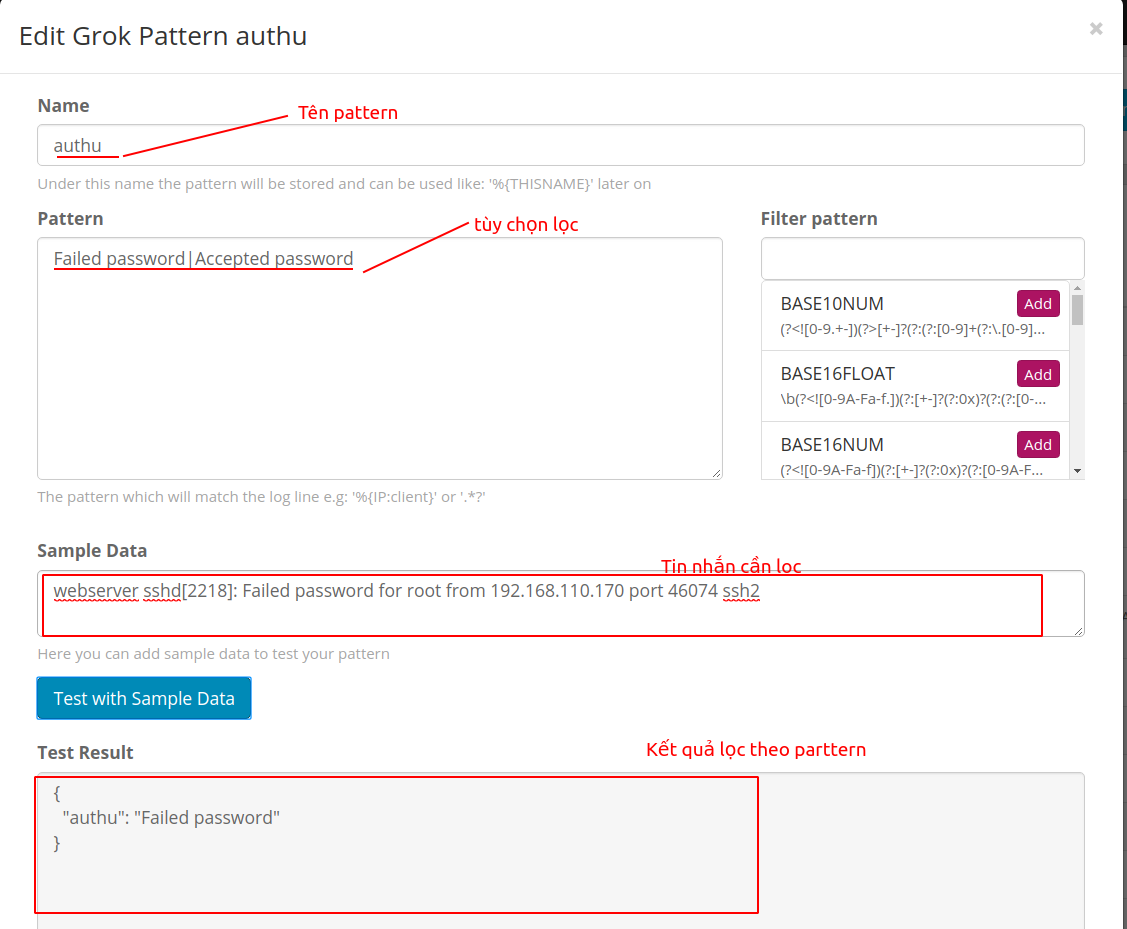 Edit Grok Pattern authu
×
Name
Tên pattern
authu
Under this name the pattern will be stored and can be used like: '%{THISNAME}' later on
Pattern
tùy chọn lọc
Filter pattern
Failed password|Accepted password
BASE10NUM
Add
(?<![0-9.+-])(?>[+-]?(?:(?:[0-9]+(?:\.[0-9]...
BASE16FLOAT
Add
\b(?<![0-9A-Fa-f.])(?:[+-]?(?:0x)?(?:(?:[0-...
BASE16NUM
Add
(?<![0-9A-Fa-f])(?:[+-]?(?:0x)?(?:[0-9A-F...
The pattern which will match the log line e.g: '%{IP:client}' or '.*?'
Sample Data
Tin nhắn cần lọc
webserver sshd[2218]: Failed password for root from 192.168.110.170 port 46074 ssh2
Here you can add sample data to test your pattern
Test with Sample Data
Test Result
Kết quả lọc theo parttern
{
"authu": "Failed password"
}